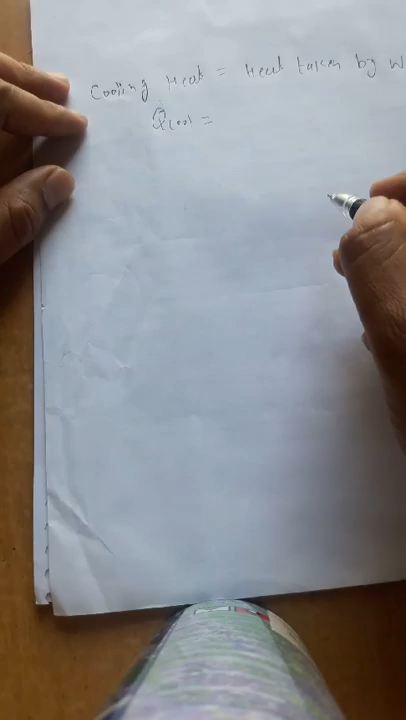 Cooling Heat = Heat taken by W
Qcool =